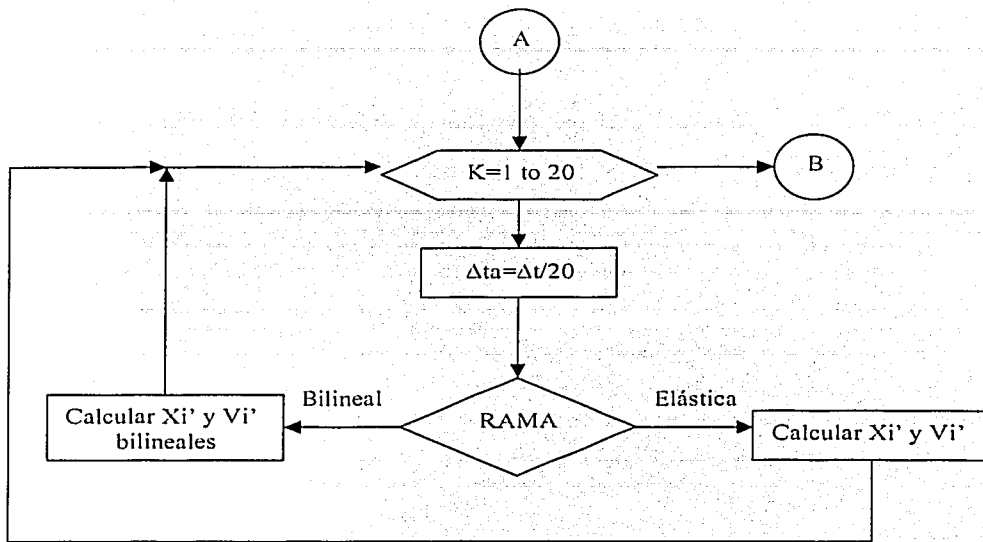 A
K=1 to 20
B
Δta=Δt/20
Bilineal
RAMA
Elástica
Calcular Xi' y Vi'
bilineales
Calcular Xi' y Vi'